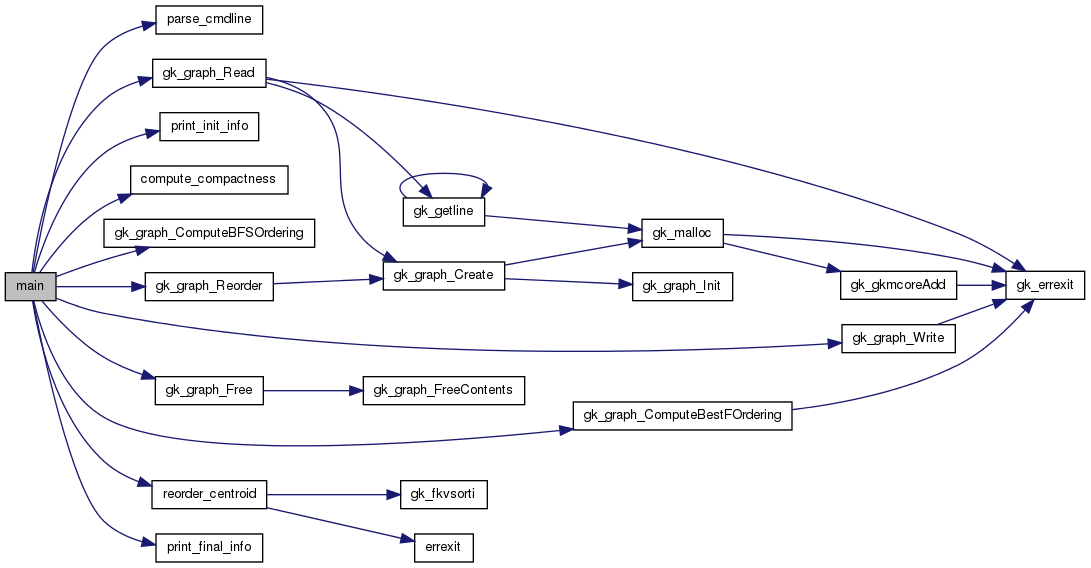 parse_cmdline
gk_graph_Read
print_init_info
compute_compactness
gk_getline
gk_graph_ComputeBFSOrdering
gk_malloc
main
gk_graph_Reorder
gk_graph_Create
gk_graph_Init
gk_gkmcoreAdd
gk_errexit
gk_graph_Write
gk_graph_Free
gk_graph_FreeContents
gk_graph_ComputeBestFOrdering
reorder_centroid
gk_fkvsorti
print_final_info
errexit